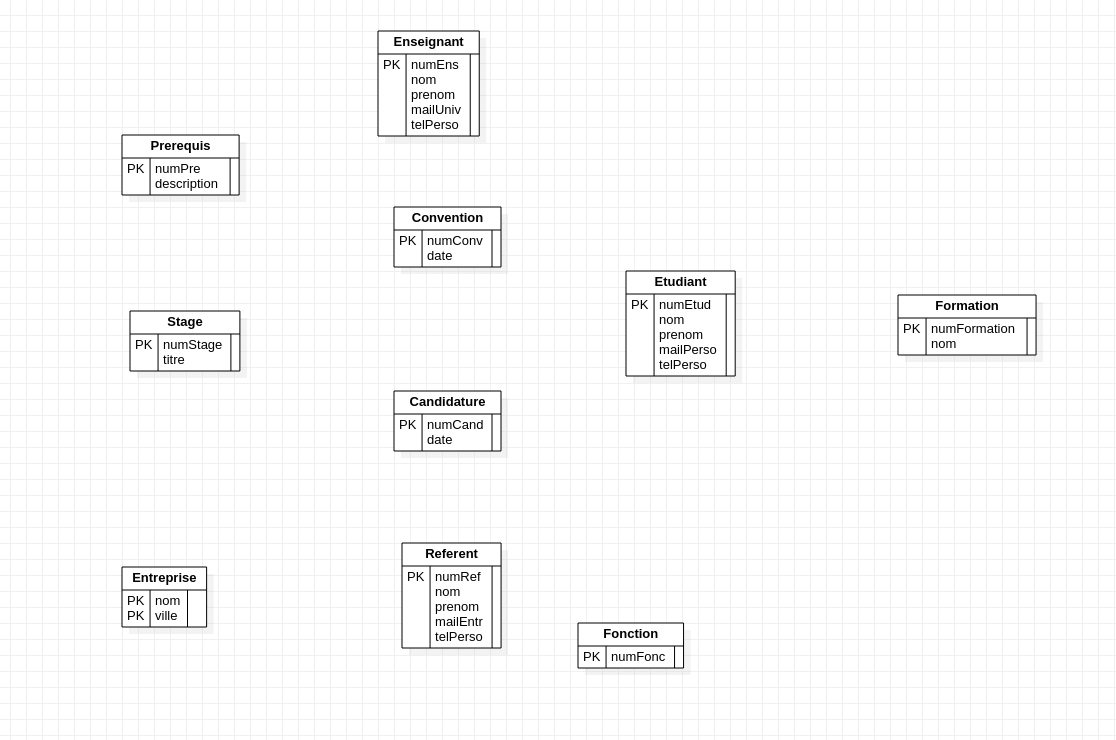 Enseignant
PK numEns
nom
prenom
mailUniv
telPerso
Prerequis
PK numPre
description
Convention
PK numConv
date
Etudiant
PK numEtud
nom
prenom
mailPerso
telPerso
Formation
PK numFormation
nom
Stage
PK numStage
titre
Candidature
PK numCand
date
Referent
PK numRef
nom
prenom
mailEntr
telPerso
Entreprise
PK nom
PK ville
Fonction
PK numFonc